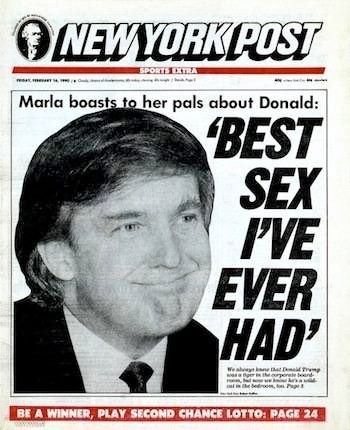 NEW YORK POST
SPORTS EXTRA
FRIDAY, FEBRUARY 16, 1990 /
Marla boasts to her pals about Donald:
'BEST
SEX
I'VE
EVER
HAD'
We always knew that Donald Trump
was a tiger in the corporate board-
room, but now we know he's a wild-
cat in the bedroom, too. Page 3.
BE A WINNER, PLAY SECOND CHANCE LOTTO: PAGE 24